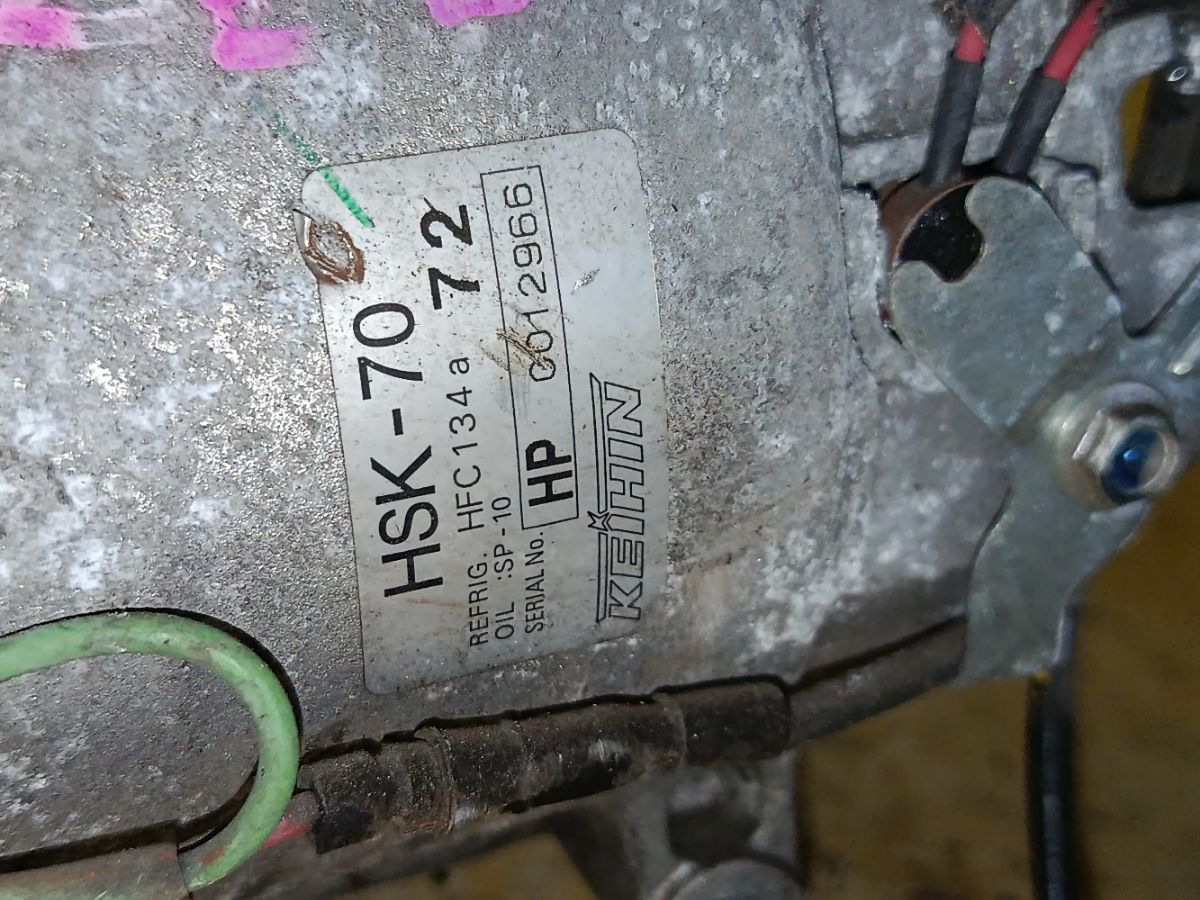 HSK-70
REFRIG. HFC134a 72
OIL :SP-10
SERIAL No. HP 0012966
KEIHIN